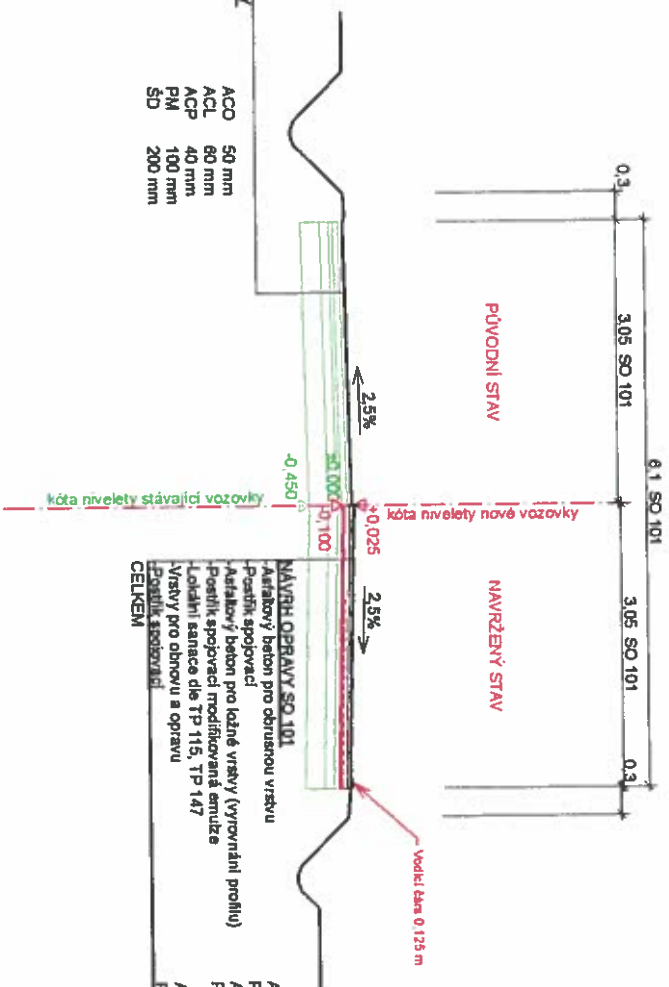 6,1 SO 101
0,3
3,05 SO 101
3,05 SO 101
0,3
PŮVODNÍ STAV
NAVRŽENÝ STAV
2,5%
2,5%
+0,025
kóta nivelety nové vozovky
kóta nivelety stávající vozovky
±0,000
-0,100
-0,450
Vodící čára 0,125 m
ACO 50 mm
ACL 60 mm
ACP 40 mm
PM 100 mm
ŠD 200 mm
NÁVRH OPRAVY SO 101
-Asfaltový beton pro obrusnou vrstvu
-Postřik spojovací
-Asfaltový beton pro ložné vrstvy (vyrovnání profilu)
-Postřik spojovací modifikovaná emulze
-Lokální sanace dle TP 115, TP 147
-Vrstvy pro obnovu a opravu
-Postřik spojovací
CELKEM